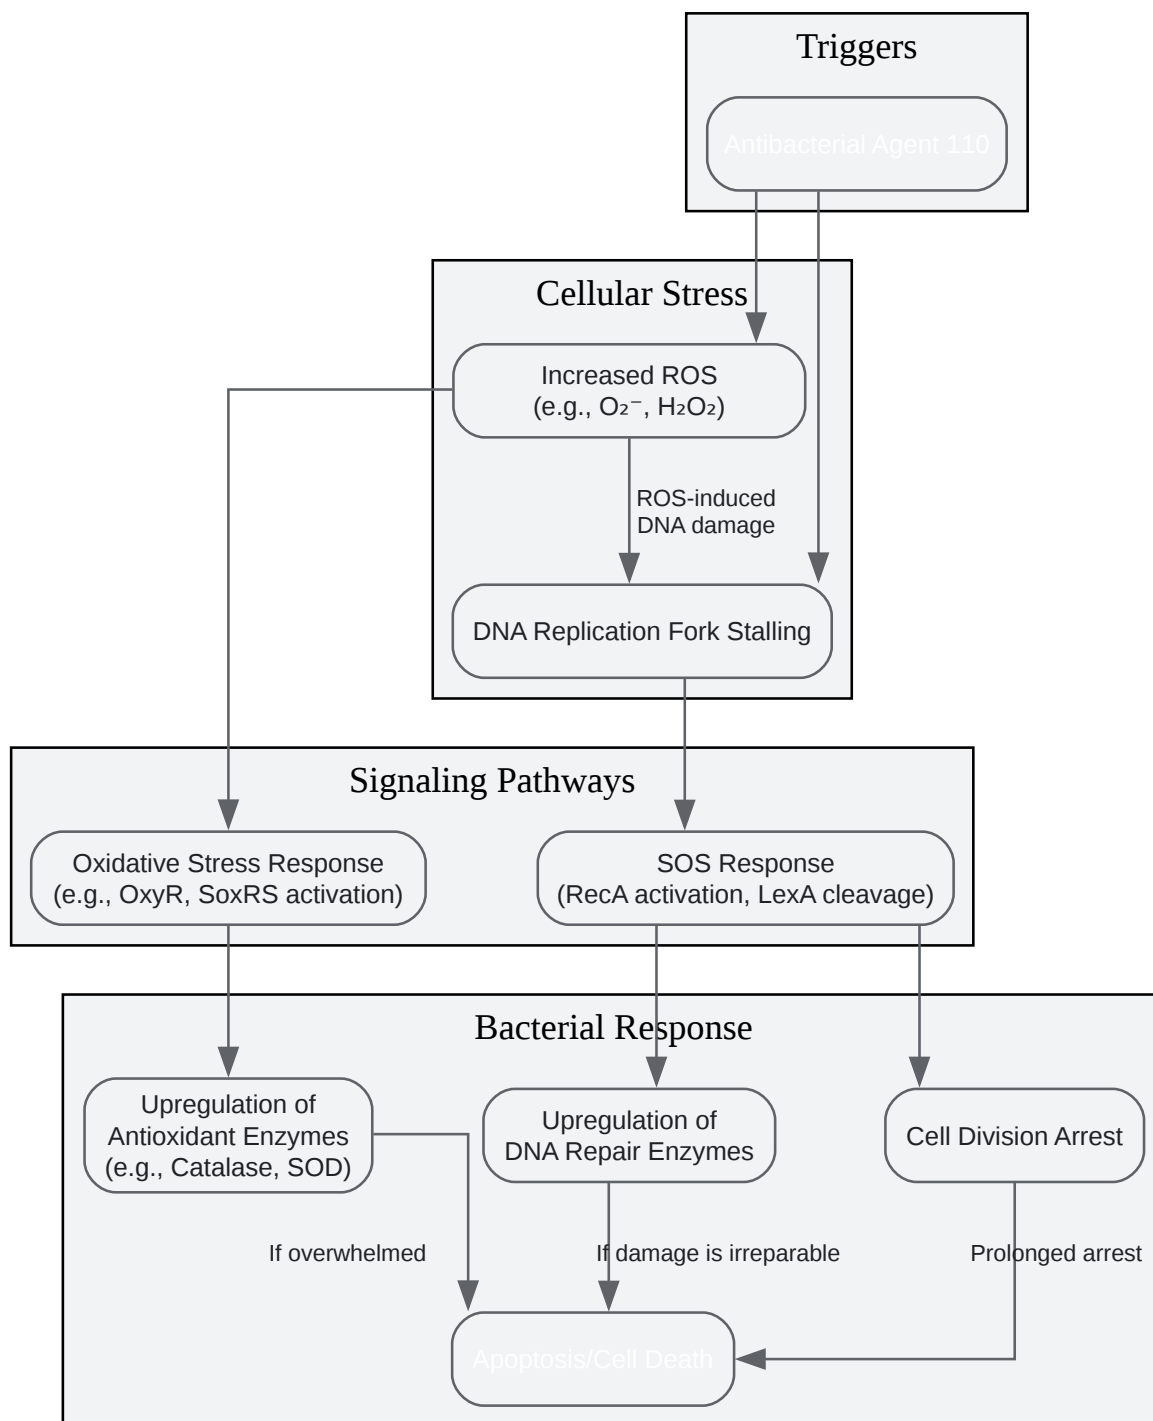 Triggers
Antibacterial Agent 110
Cellular Stress
Increased ROS
(e.g., O₂⁻, H₂O₂)
ROS-induced
DNA damage
DNA Replication Fork Stalling
Signaling Pathways
Oxidative Stress Response
(e.g., OxyR, SoxRS activation)
SOS Response
(RecA activation, LexA cleavage)
Bacterial Response
Upregulation of
Antioxidant Enzymes
(e.g., Catalase, SOD)
Upregulation of
DNA Repair Enzymes
Cell Division Arrest
If overwhelmed
If damage is irreparable
Prolonged arrest
Apoptosis/Cell Death